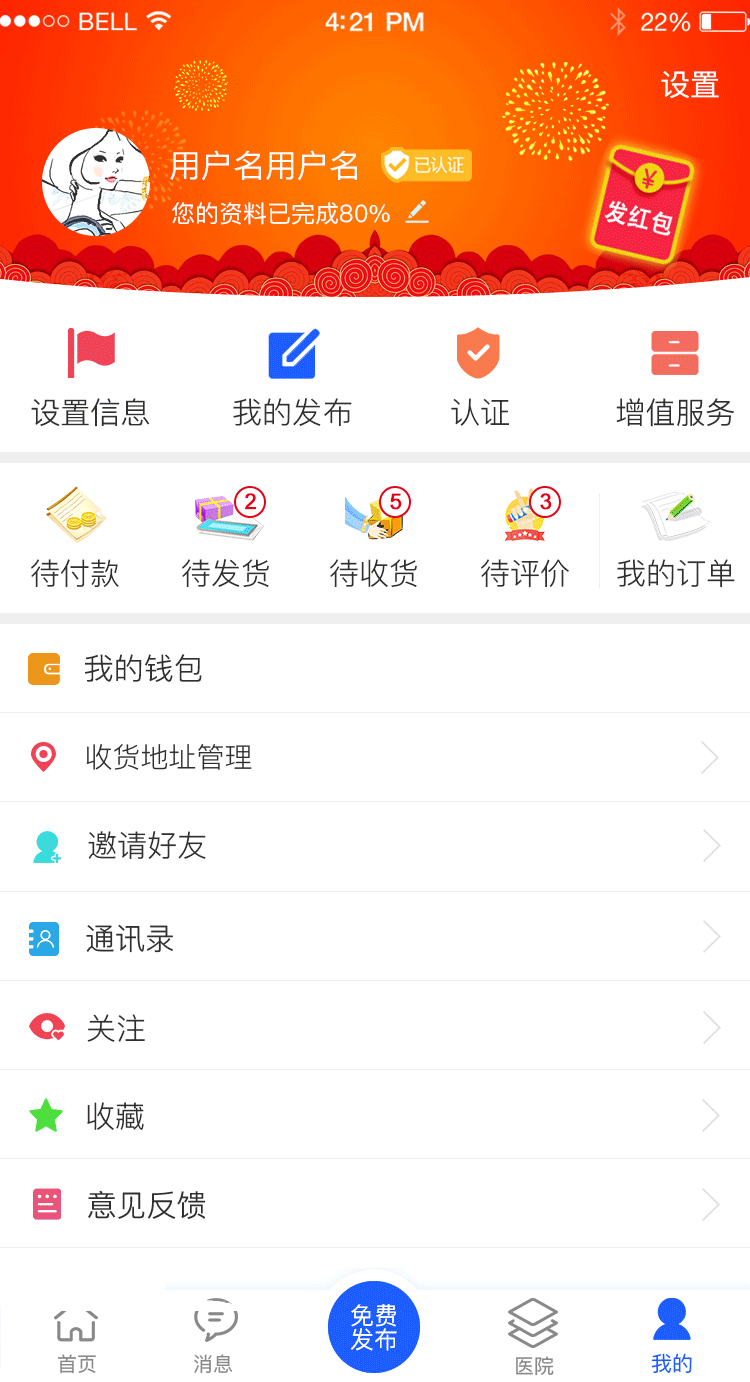 BELL 4:21 PM 22%
设置
用户名用户名 已认证
您的资料已完成80%
¥
发红包
设置信息 我的发布 认证 增值服务
2 5 3
待付款 待发货 待收货 待评价 我的订单
我的钱包
收货地址管理
邀请好友
通讯录
关注
收藏
意见反馈
免费
发布
首页 消息 医院 我的